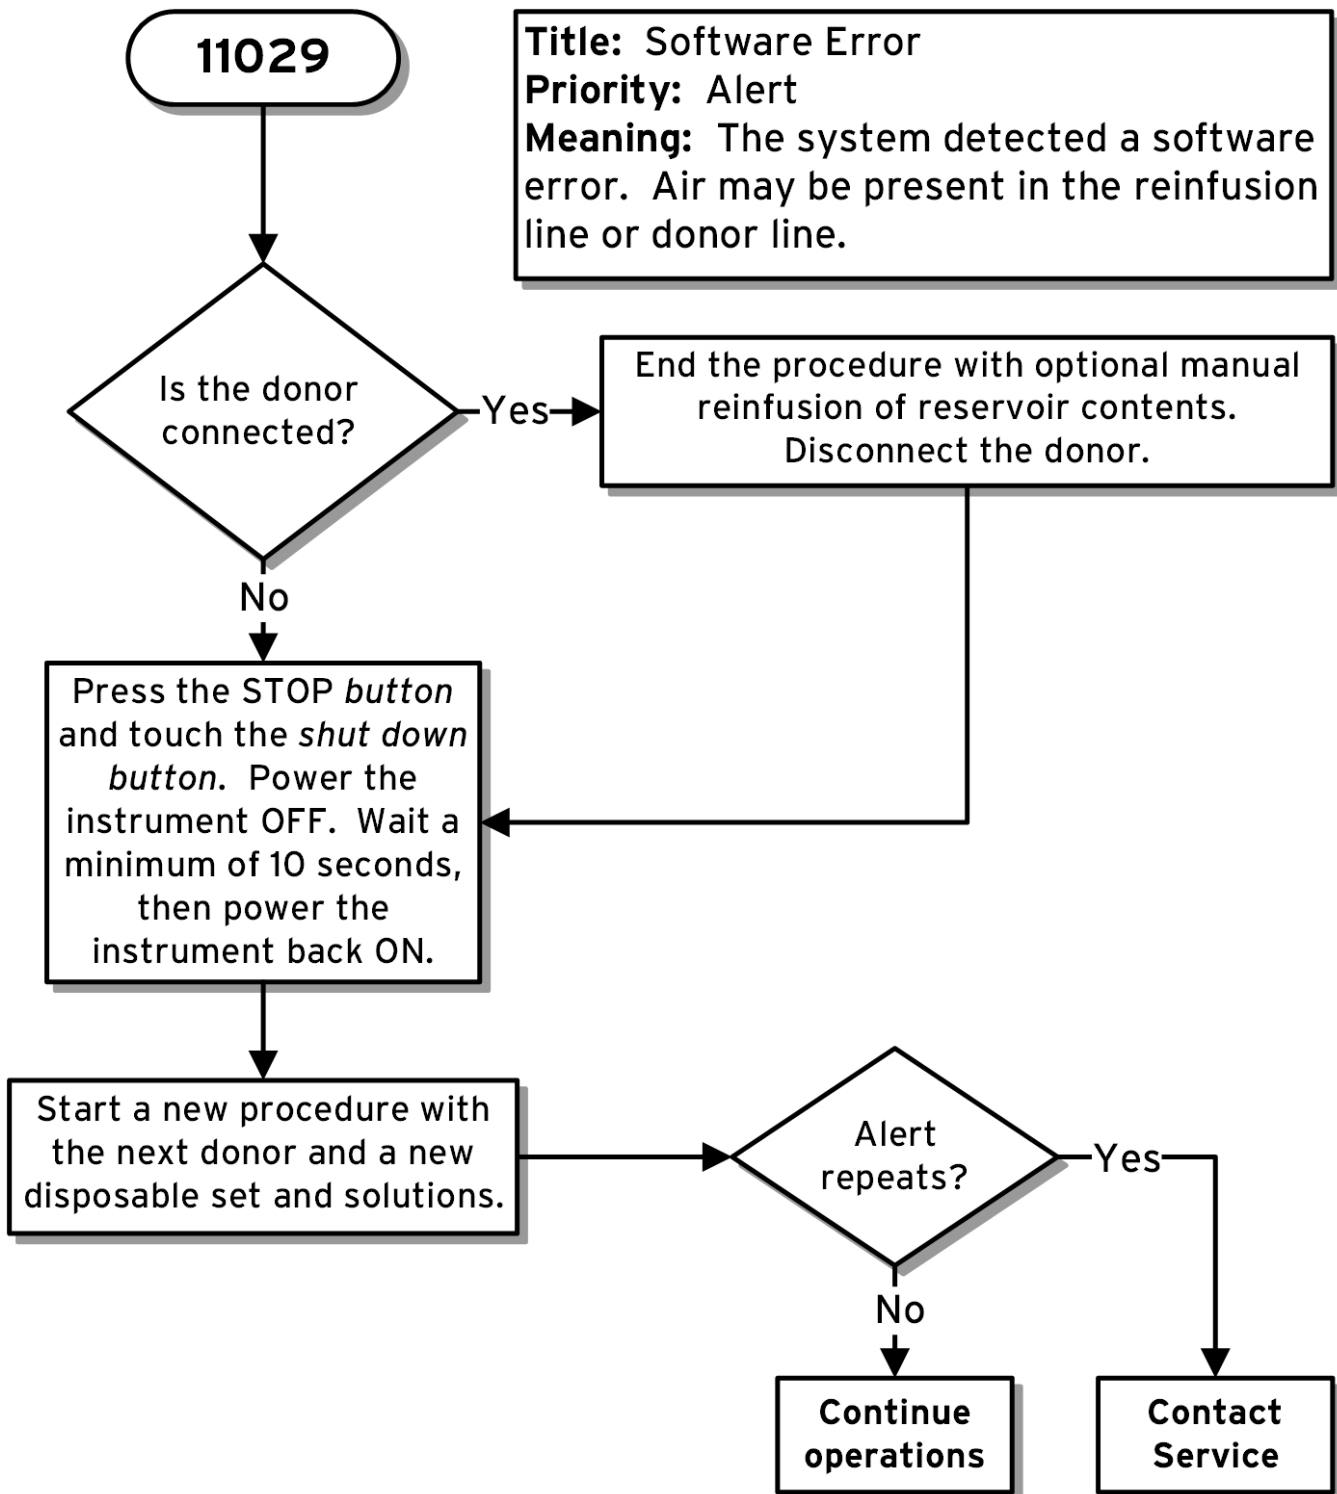 11029
Title: Software Error
Priority: Alert
Meaning: The system detected a software
error. Air may be present in the reinfusion
line or donor line.
Is the donor
connected?
Yes
End the procedure with optional manual
reinfusion of reservoir contents.
Disconnect the donor.
No
Press the STOP button
and touch the shut down
button. Power the
instrument OFF. Wait a
minimum of 10 seconds,
then power the
instrument back ON.
Start a new procedure with
the next donor and a new
disposable set and solutions.
Alert
repeats?
Yes
No
Continue
operations
Contact
Service